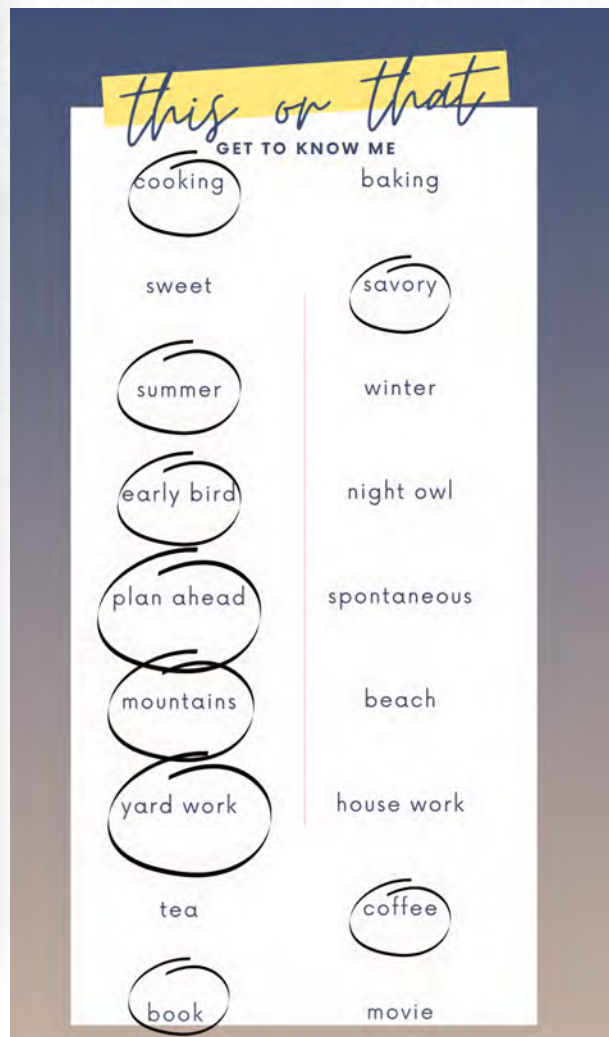 this or that
GET TO KNOW ME
cooking baking
sweet savory
summer winter
early bird night owl
plan ahead spontaneous
mountains beach
yard work house work
tea coffee
book movie